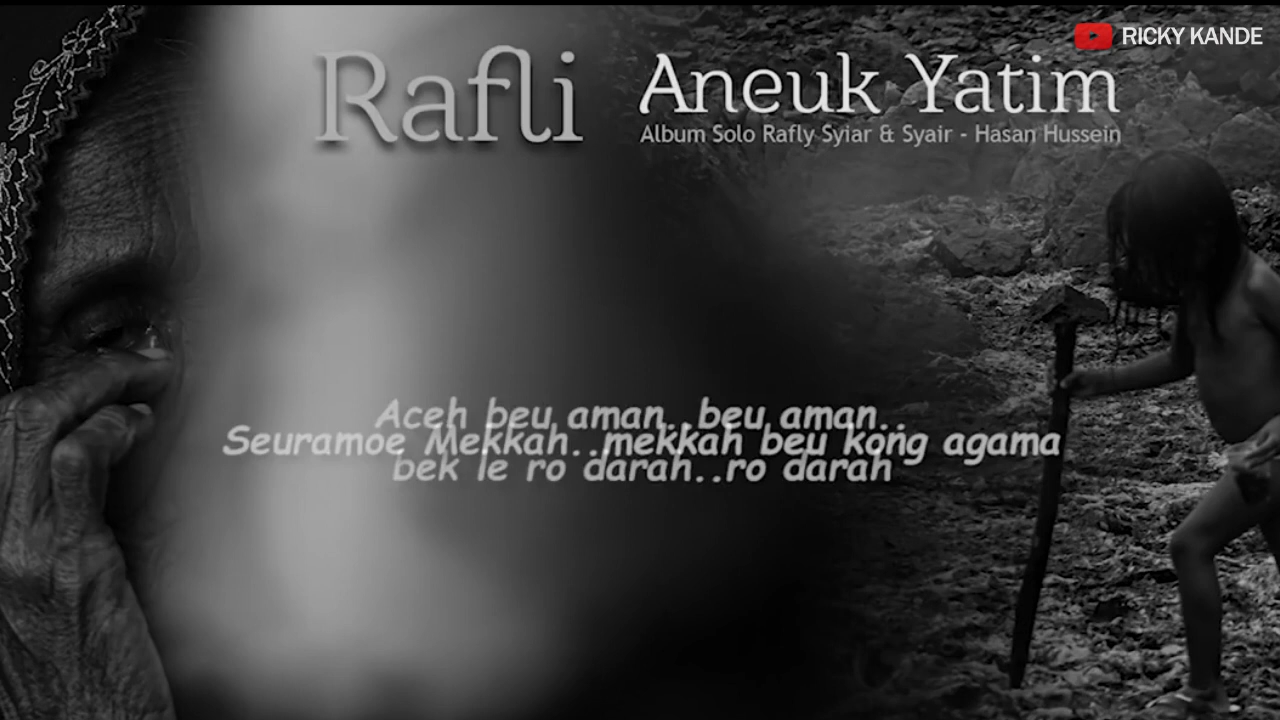 RICKY KANDE
Rafli
Aneuk Yatim
Album Solo Rafly Syiar & Syair - Hasan Hussein
Aceh beu aman..beu aman..
Seuramoe Mekkah..mekkah beu kong agama
bek le ro darah..ro darah